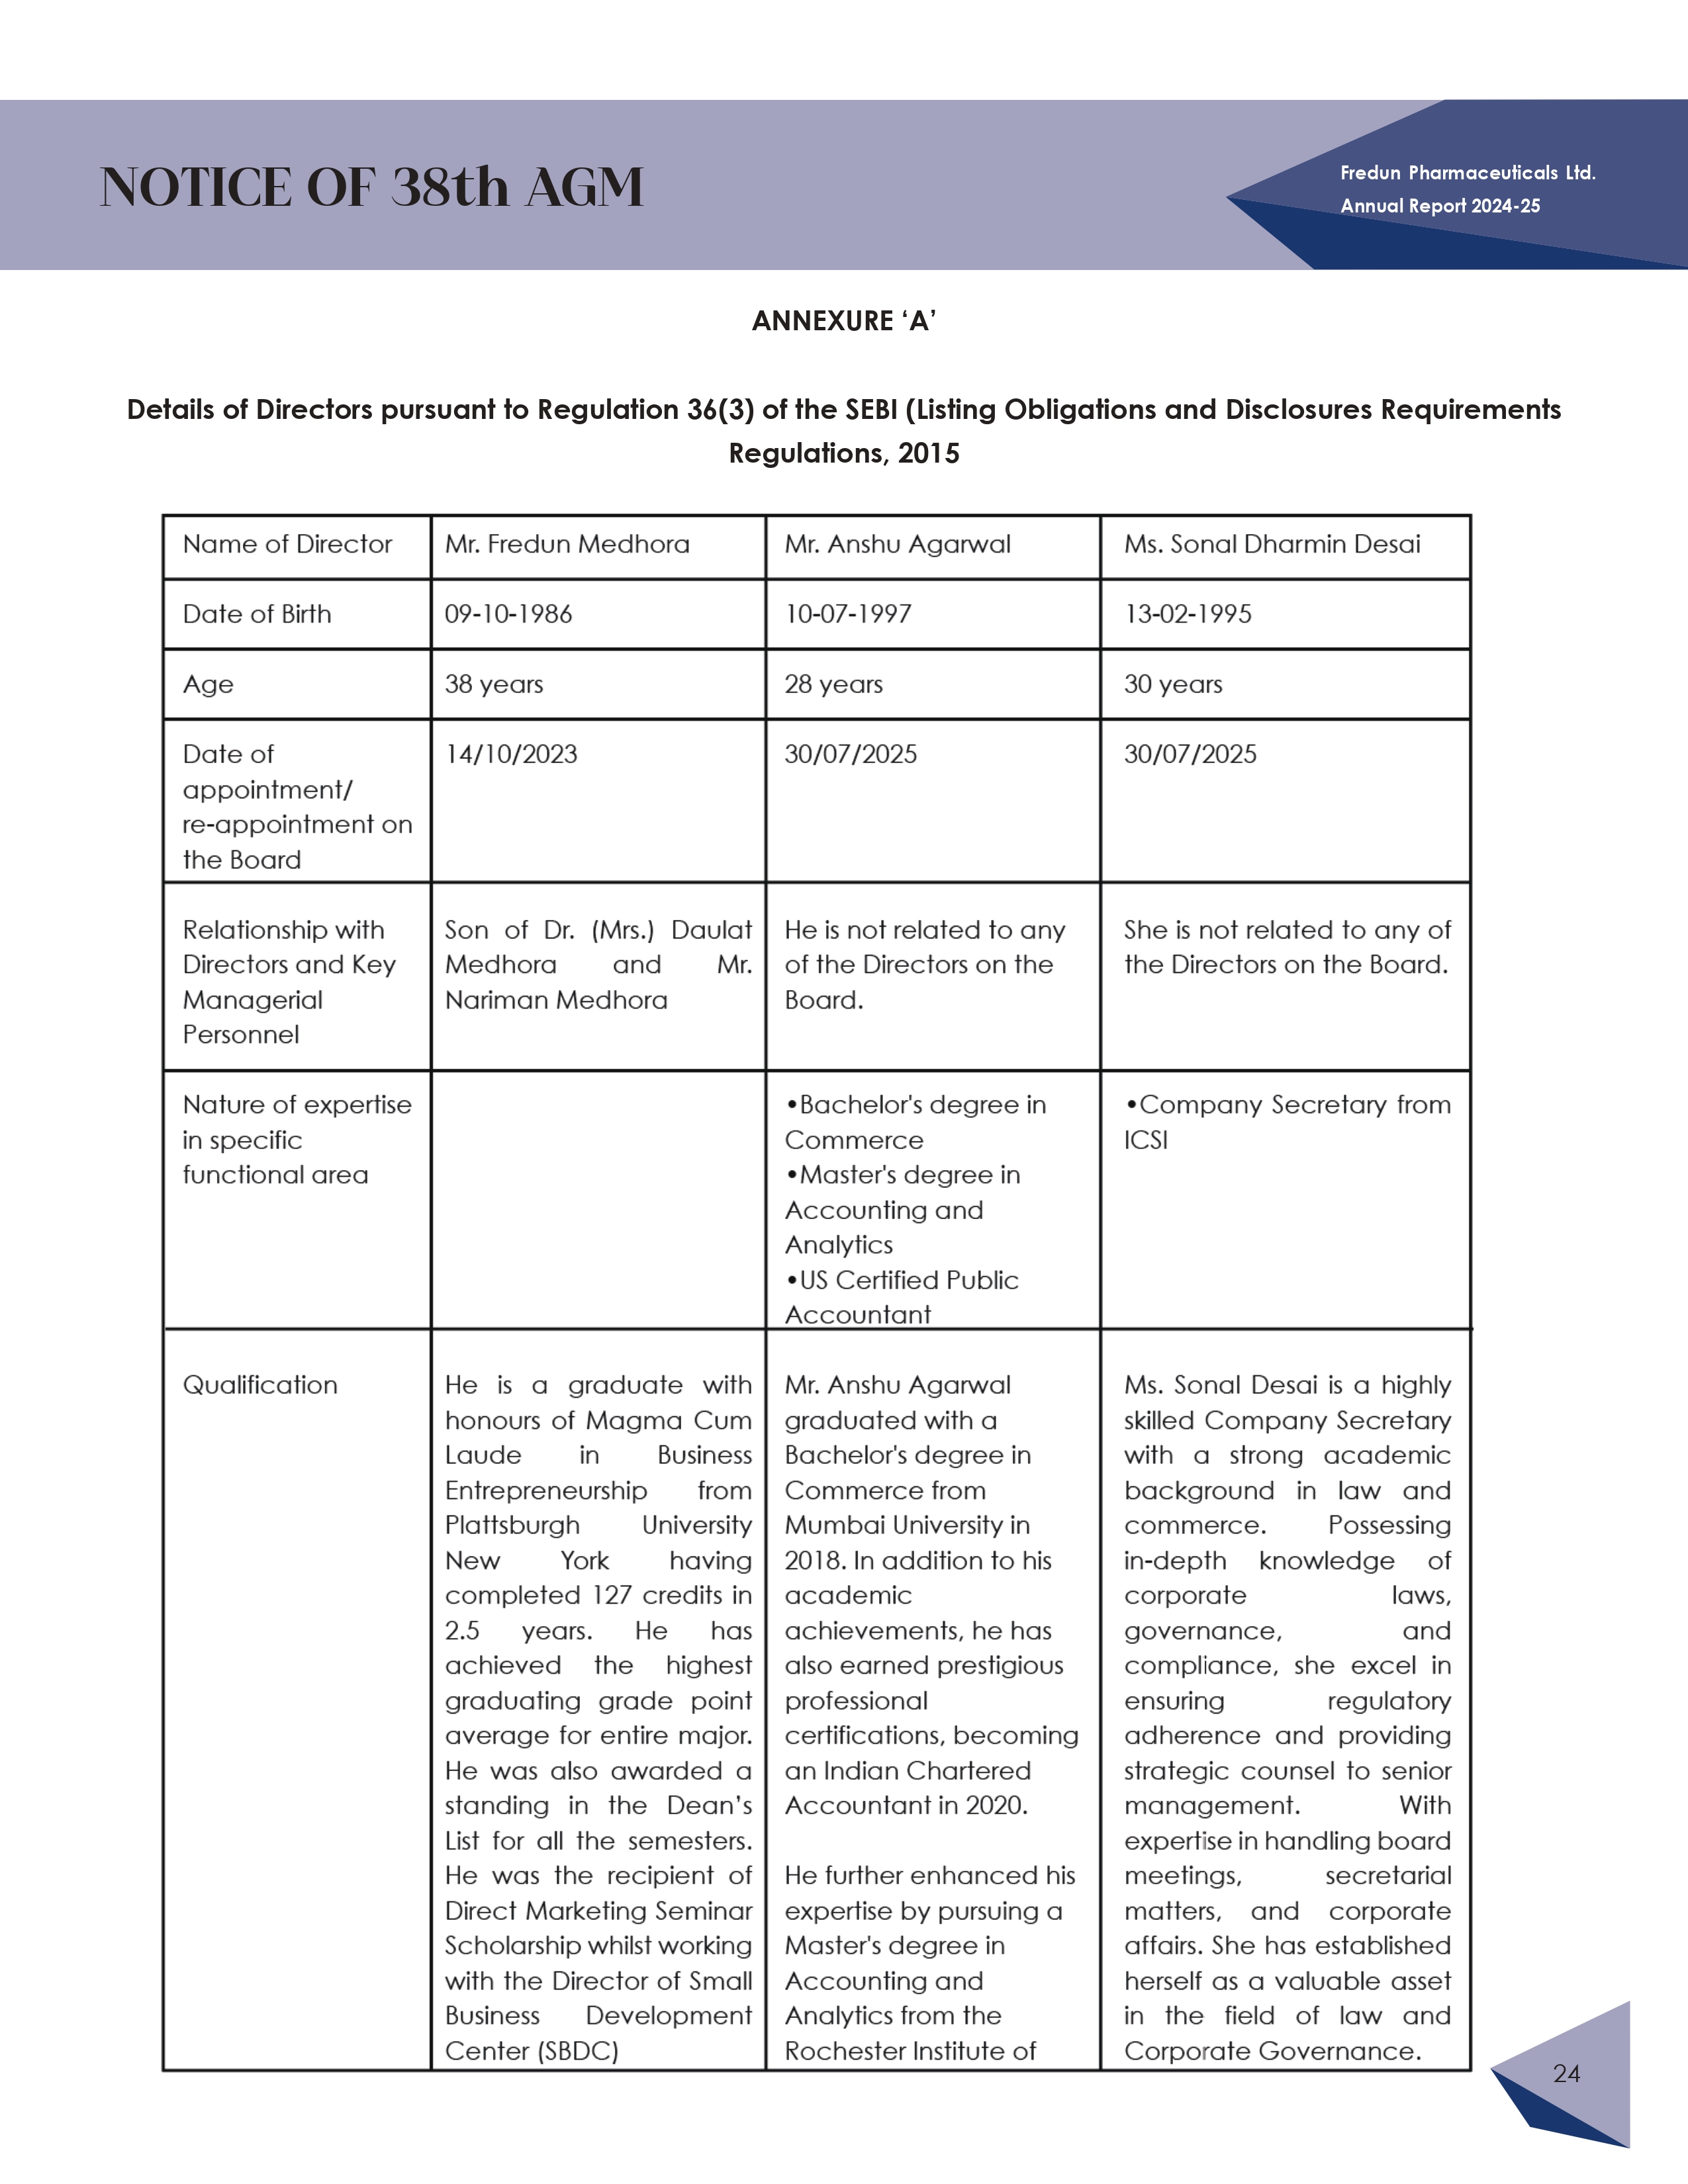 NOTICE OF 38th AGM
Fredun Pharmaceuticals Ltd.
Annual Report 2024-25
ANNEXURE ‘A’
Details of Directors pursuant to Regulation 36(3) of the SEBI (Listing Obligations and Disclosures Requirements
Regulations, 2015
Name of Director
Mr. Fredun Medhora
Mr. Anshu Agarwal
Ms. Sonal Dharmin Desai
Date of Birth
09-10-1986
10-07-1997
13-02-1995
Age
38 years
28 years
30 years
Date of
appointment/
re-appointment on
the Board
14/10/2023
30/07/2025
30/07/2025
Relationship with
Directors and Key
Managerial
Personnel
Son of Dr. (Mrs.) Daulat
Medhora and Mr.
Nariman Medhora
He is not related to any
of the Directors on the
Board.
She is not related to any of
the Directors on the Board.
Nature of expertise
in specific
functional area
•Bachelor's degree in
Commerce
•Master's degree in
Accounting and
Analytics
•US Certified Public
Accountant
•Company Secretary from
ICSI
Qualification
He is a graduate with
honours of Magma Cum
Laude in Business
Entrepreneurship from
Plattsburgh University
New York having
completed 127 credits in
2.5 years. He has
achieved the highest
graduating grade point
average for entire major.
He was also awarded a
standing in the Dean’s
List for all the semesters.
He was the recipient of
Direct Marketing Seminar
Scholarship whilst working
with the Director of Small
Business Development
Center (SBDC)
Mr. Anshu Agarwal
graduated with a
Bachelor's degree in
Commerce from
Mumbai University in
2018. In addition to his
academic
achievements, he has
also earned prestigious
professional
certifications, becoming
an Indian Chartered
Accountant in 2020.
He further enhanced his
expertise by pursuing a
Master's degree in
Accounting and
Analytics from the
Rochester Institute of
Ms. Sonal Desai is a highly
skilled Company Secretary
with a strong academic
background in law and
commerce. Possessing
in-depth knowledge of
corporate laws,
governance, and
compliance, she excel in
ensuring regulatory
adherence and providing
strategic counsel to senior
management. With
expertise in handling board
meetings, secretarial
matters, and corporate
affairs. She has established
herself as a valuable asset
in the field of law and
Corporate Governance.
24